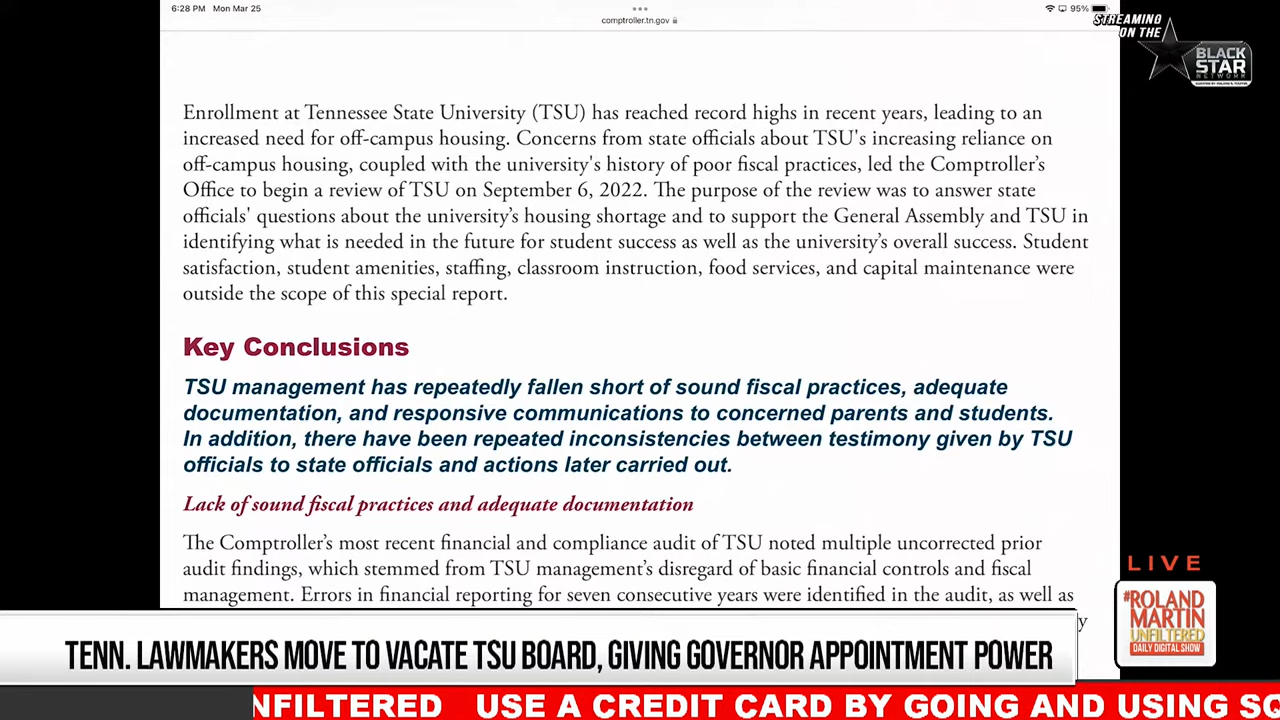 6:28 PM Mon Mar 25
comptroller.tn.gov
95%
STREAMING
ON THE
BLACK
STAR
NETWORK
Enrollment at Tennessee State University (TSU) has reached record highs in recent years, leading to an
increased need for off-campus housing. Concerns from state officials about TSU's increasing reliance on
off-campus housing, coupled with the university's history of poor fiscal practices, led the Comptroller's
Office to begin a review of TSU on September 6, 2022. The purpose of the review was to answer state
officials' questions about the university's housing shortage and to support the General Assembly and TSU in
identifying what is needed in the future for student success as well as the university's overall success. Student
satisfaction, student amenities, staffing, classroom instruction, food services, and capital maintenance were
outside the scope of this special report.
Key Conclusions
TSU management has repeatedly fallen short of sound fiscal practices, adequate
documentation, and responsive communications to concerned parents and students.
In addition, there have been repeated inconsistencies between testimony given by TSU
officials to state officials and actions later carried out.
Lack of sound fiscal practices and adequate documentation
The Comptroller's most recent financial and compliance audit of TSU noted multiple uncorrected prior
audit findings, which stemmed from TSU management's disregard of basic financial controls and fiscal
management. Errors in financial reporting for seven consecutive years were identified in the audit, as well as
y
LIVE
#ROLAND
MARTIN
UNFILTERED
DAILY DIGITAL SHOW
TENN. LAWMAKERS MOVE TO VACATE TSU BOARD, GIVING GOVERNOR APPOINTMENT POWER
NFILTERED USE A CREDIT CARD BY GOING AND USING SQ